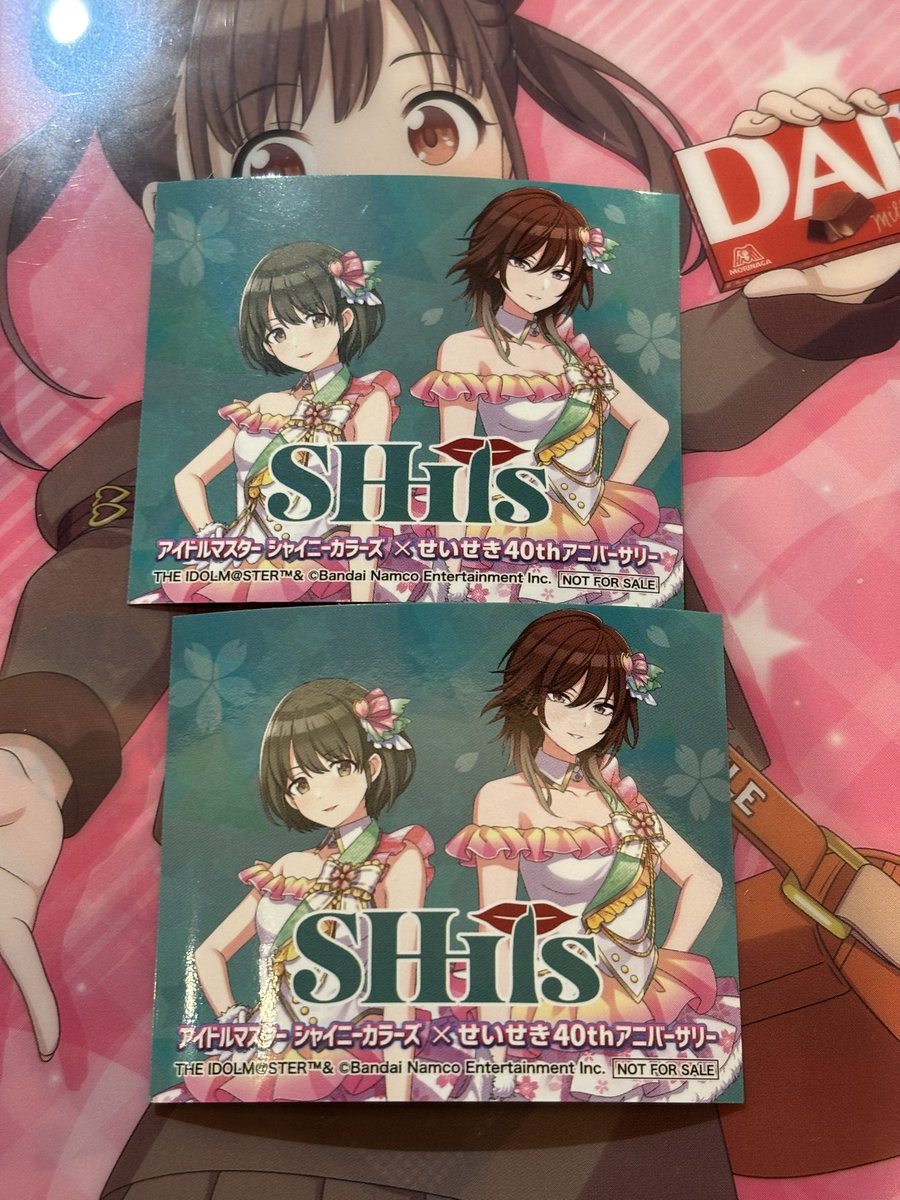 DAR
Mil
MORINAGA
SHHis
アイドルマスター シャイニーカラーズ × せいせき40thアニバーサリー
THE IDOLM@STER™& ©Bandai Namco Entertainment Inc. NOT FOR SALE
SHHis
アイドルマスター シャイニーカラーズ × せいせき40thアニバーサリー
THE IDOLM@STER™& ©Bandai Namco Entertainment Inc. NOT FOR SALE